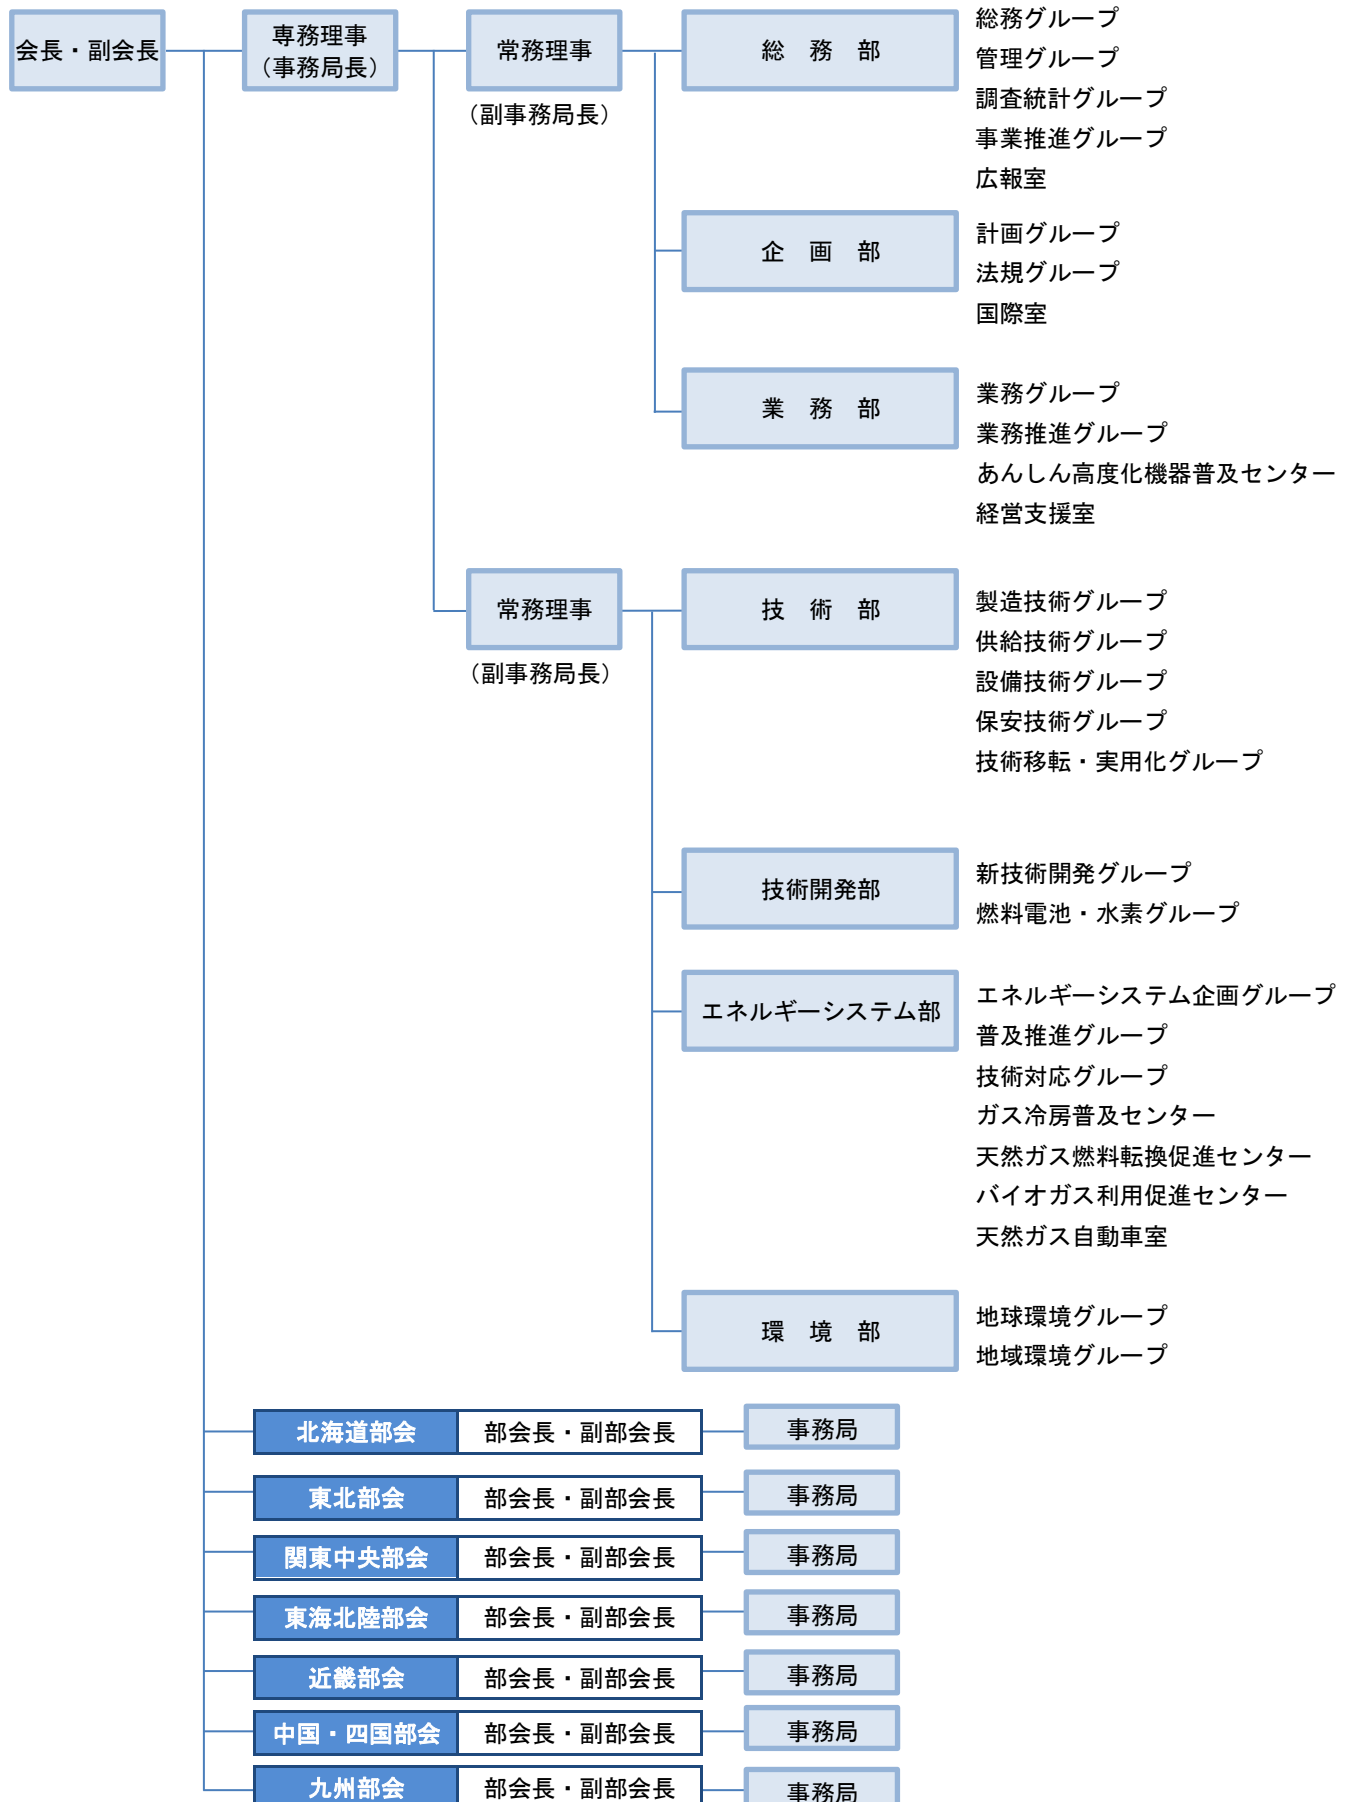 会長・副会長
専務理事
（事務局長）
常務理事
（副事務局長）
総　務　部
総務グループ
管理グループ
調査統計グループ
事業推進グループ
広報室
企　画　部
計画グループ
法規グループ
国際室
業　務　部
業務グループ
業務推進グループ
あんしん高度化機器普及センター
経営支援室
常務理事
（副事務局長）
技　術　部
製造技術グループ
供給技術グループ
設備技術グループ
保安技術グループ
技術移転・実用化グループ
技術開発部
新技術開発グループ
燃料電池・水素グループ
エネルギーシステム部
エネルギーシステム企画グループ
普及推進グループ
技術対応グループ
ガス冷房普及センター
天然ガス燃料転換促進センター
バイオガス利用促進センター
天然ガス自動車室
環　境　部
地球環境グループ
地域環境グループ
北海道部会　部会長・副部会長　事務局
東北部会　部会長・副部会長　事務局
関東中央部会　部会長・副部会長　事務局
東海北陸部会　部会長・副部会長　事務局
近畿部会　部会長・副部会長　事務局
中国・四国部会　部会長・副部会長　事務局
九州部会　部会長・副部会長　事務局